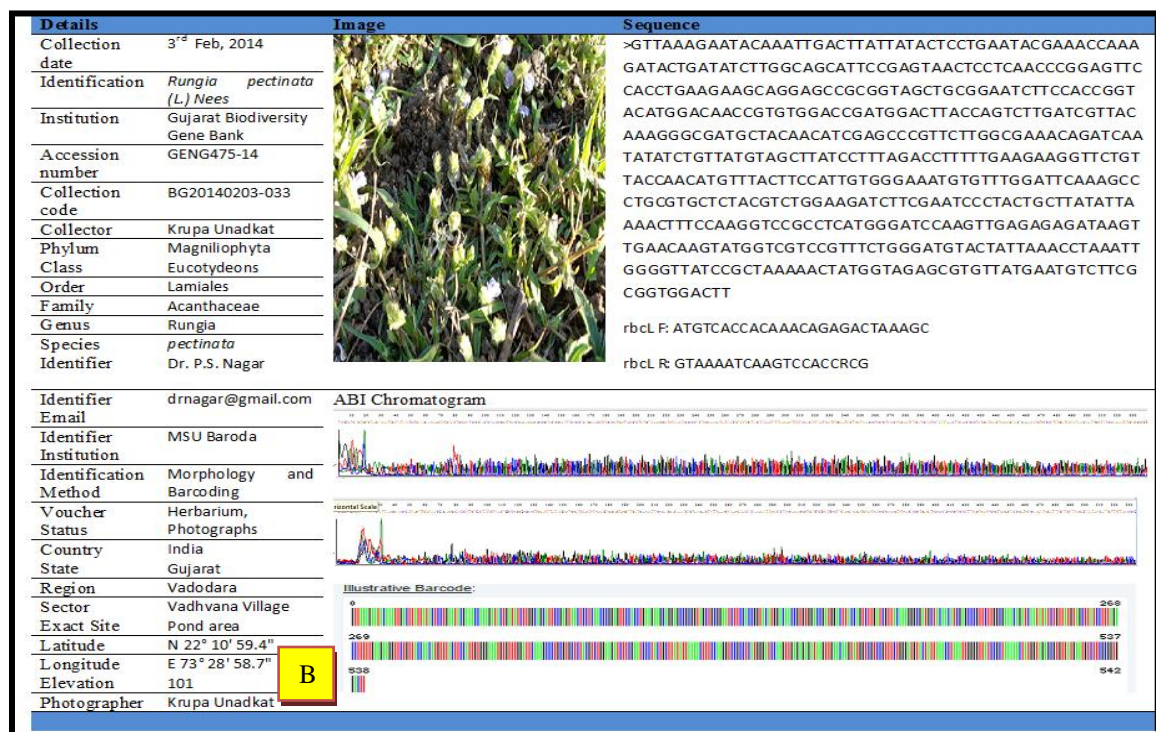 Details Image Sequence
Collection date 3rd Feb, 2014
Identification Rungia pectinata (L.) Nees
Institution Gujarat Biodiversity Gene Bank
Accession number GENG475-14
Collection code BG20140203-033
Collector Krupa Unadkat
Phylum Magniliophyta
Class Eucotydeons
Order Lamiales
Family Acanthaceae
Genus Rungia
Species pectinata
Identifier Dr. P.S. Nagar
>GTTAAAGAATACAAATTGACTTATTATACTCCTGAATACGAAACCAAA
GATACTGATATCTTGGCAGCATTCCGAGTAACTCCTCAACCCGGAGTTC
CACCTGAAGAAGCAGGAGCCGCGGTAGCTGCGGAATCTTCCACCGGT
ACATGGACAACCGTGTGGACCGATGGACTTACCAGTCTTGATCGTTAC
AAAGGGCGATGCTACAACATCGAGCCCGTTCTTGGCGAAACAGATCAA
TATATCTGTTATGTAGCTTATCCTTTAGACCTTTTTGAAGAAGGTTCTGT
TACCAACATGTTTACTTCCATTGTGGGAAATGTGTTTGGATTCAAAGCC
CTGCGTGCTCTACGTCTGGAAGATCTTCGAATCCCTACTGCTTATATTA
AAACTTTCCAAGGTCCGCCTCATGGGATCCAAGTTGAGAGAGATAAGT
TGAACAAGTATGGTCGTCCGTTTCTGGGATGTACTATTAAACCTAAATT
GGGGTTATCCGCTAAAAACTATGGTAGAGCGTGTTATGAATGTCTTCG
CGGTGGACTT
rbcL F: ATGTCACCACAAACAGAGACTAAAGC
rbcL R: GTAAAATCAAGTCCACCRCG
Identifier Email drnagar@gmail.com
Identifier Institution MSU Baroda
Identification Method Morphology and Barcoding
Voucher Status Herbarium, Photographs
Country India
State Gujarat
Region Vadodara
Sector Vadhvana Village
Exact Site Pond area
Latitude N 22° 10' 59.4"
Longitude E 73° 28' 58.7"
Elevation 101
Photographer Krupa Unadkat
B
ABI Chromatogram
rizontal Scale
Illustrative Barcode:
0 268
269 537
538 542